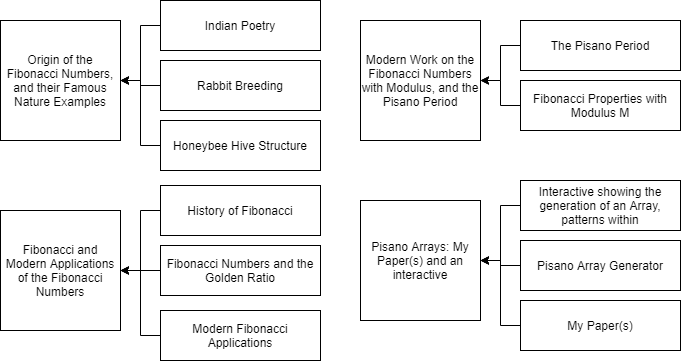 Origin of the
Fibonacci Numbers,
and their Famous
Nature Examples
Indian Poetry
Rabbit Breeding
Honeybee Hive Structure
Modern Work on the
Fibonacci Numbers
with Modulus, and the
Pisano Period
The Pisano Period
Fibonacci Properties with
Modulus M
Fibonacci and
Modern Applications
of the Fibonacci
Numbers
History of Fibonacci
Fibonacci Numbers and the
Golden Ratio
Modern Fibonacci
Applications
Pisano Arrays: My
Paper(s) and an
interactive
Interactive showing the
generation of an Array,
patterns within
Pisano Array Generator
My Paper(s)